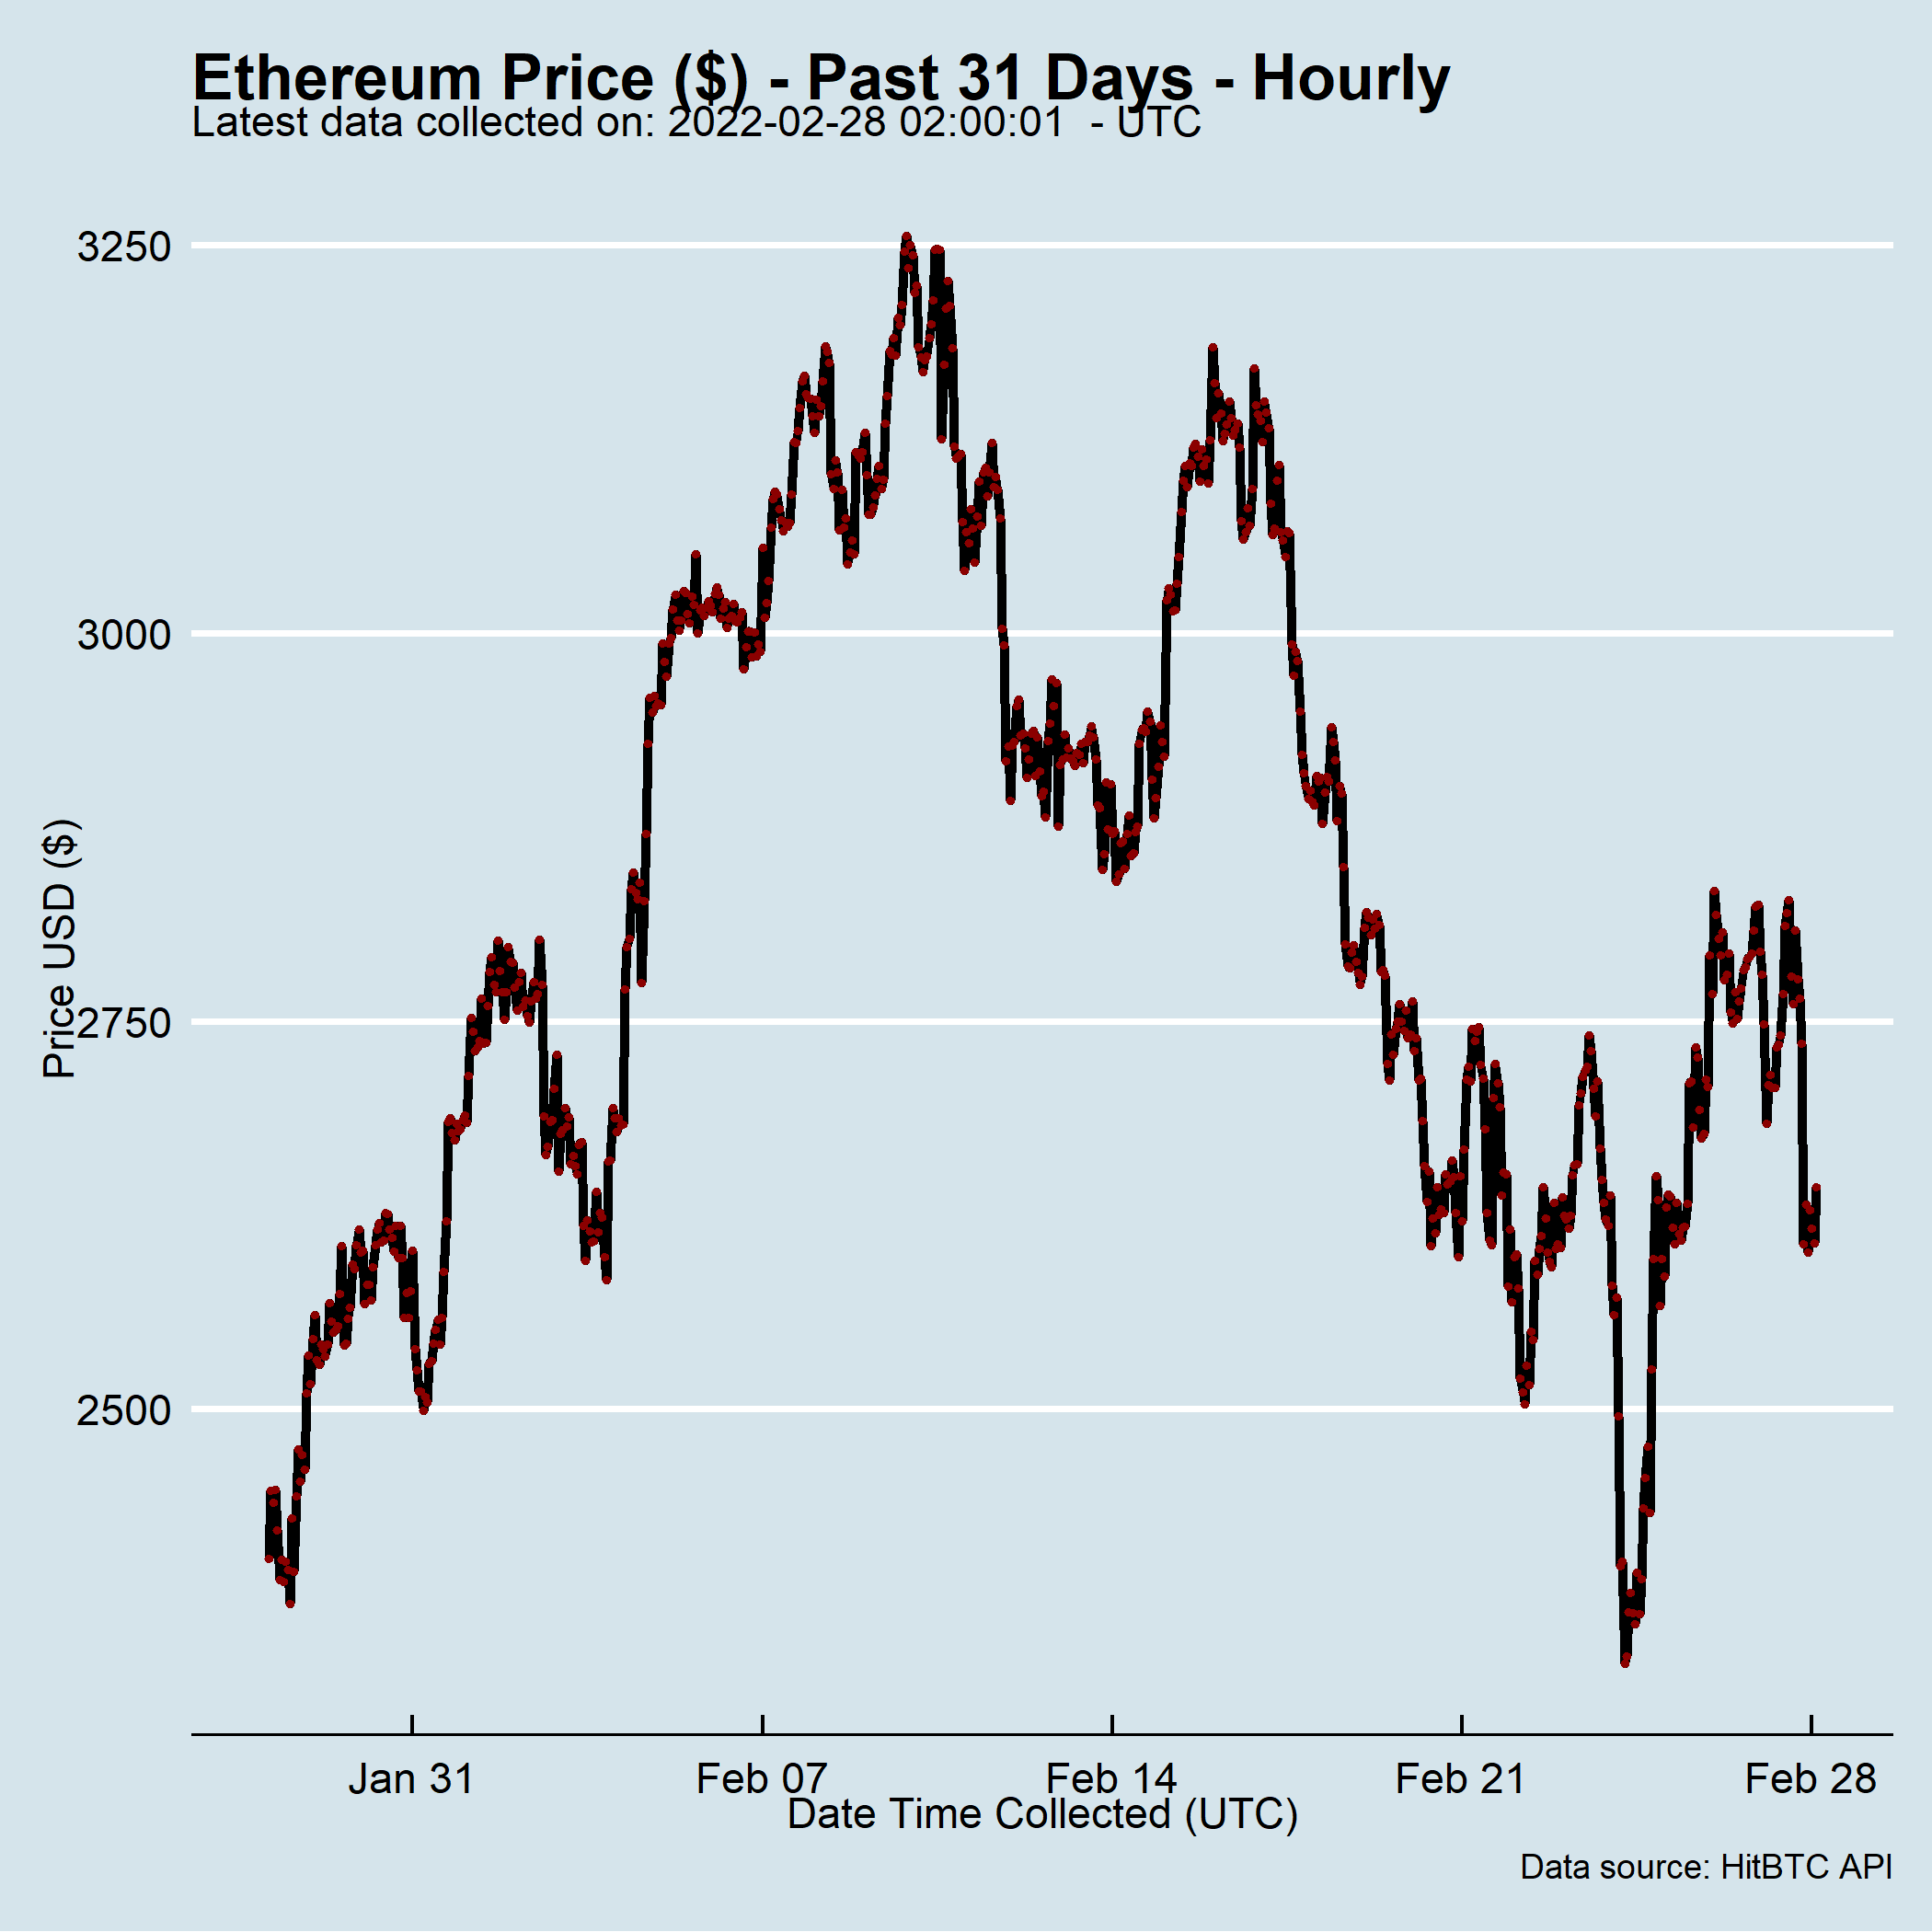 Ethereum Price ($) - Past 31 Days - Hourly
Latest data collected on: 2022-02-28 02:00:01  - UTC
3250
3000
2750
2500
Price USD ($)
Jan 31
Feb 07
Feb 14
Feb 21
Feb 28
Date Time Collected (UTC)
Data source: HitBTC API